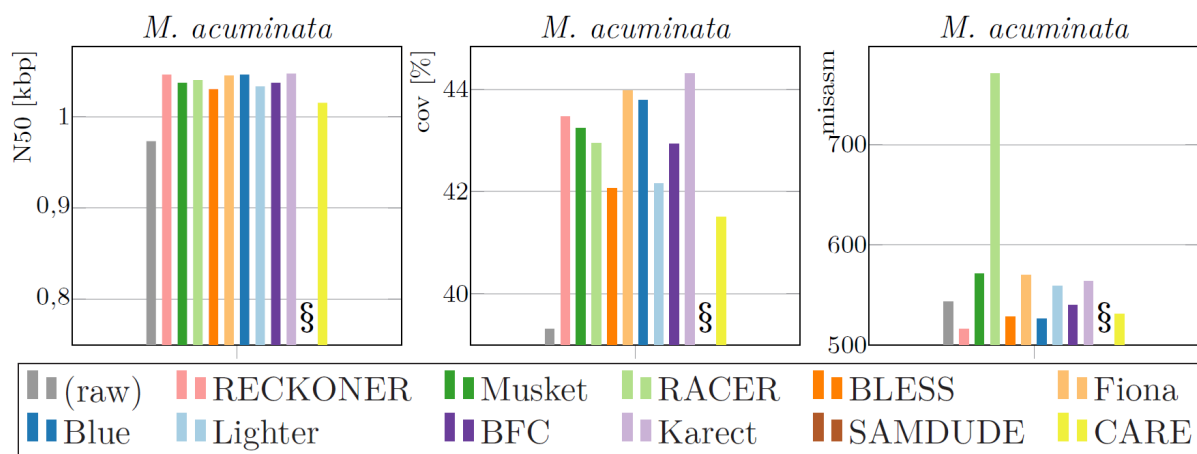 M. acuminata
N50 [kbp]
1
0,9
0,8
§
M. acuminata
cov [%]
44
42
40
§
M. acuminata
misasm
700
600
500
§
(raw) RECKONER Musket RACER BLESS Fiona
Blue Lighter BFC Karect SAMDUDE CARE